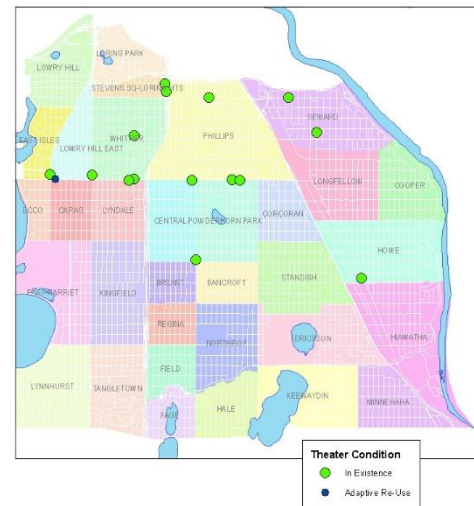 LORING PARK
LOWRY HILL
STEVENS SQ-LORING HTS
SEWARD
EAST ISLES
WHITTIER
LOWRY HILL EAST
PHILLIPS
LONGFELLOW
COOPER
ECCO
CKPAG
LYNDALE
CENTRAL
POWDERHORN PARK
CORCORAN
HOWE
EAST HARRIET
KINGFIELD
BRYANT
BANCROFT
STANDISH
REGINA
NORTHROP
ERICSSON
HIAWATHA
FIELD
LYNNHURST
TANGLETOWN
PAGE
HALE
KEEWAYDIN
MINNEHAHA
Theater Condition
In Existence
Adaptive Re-Use